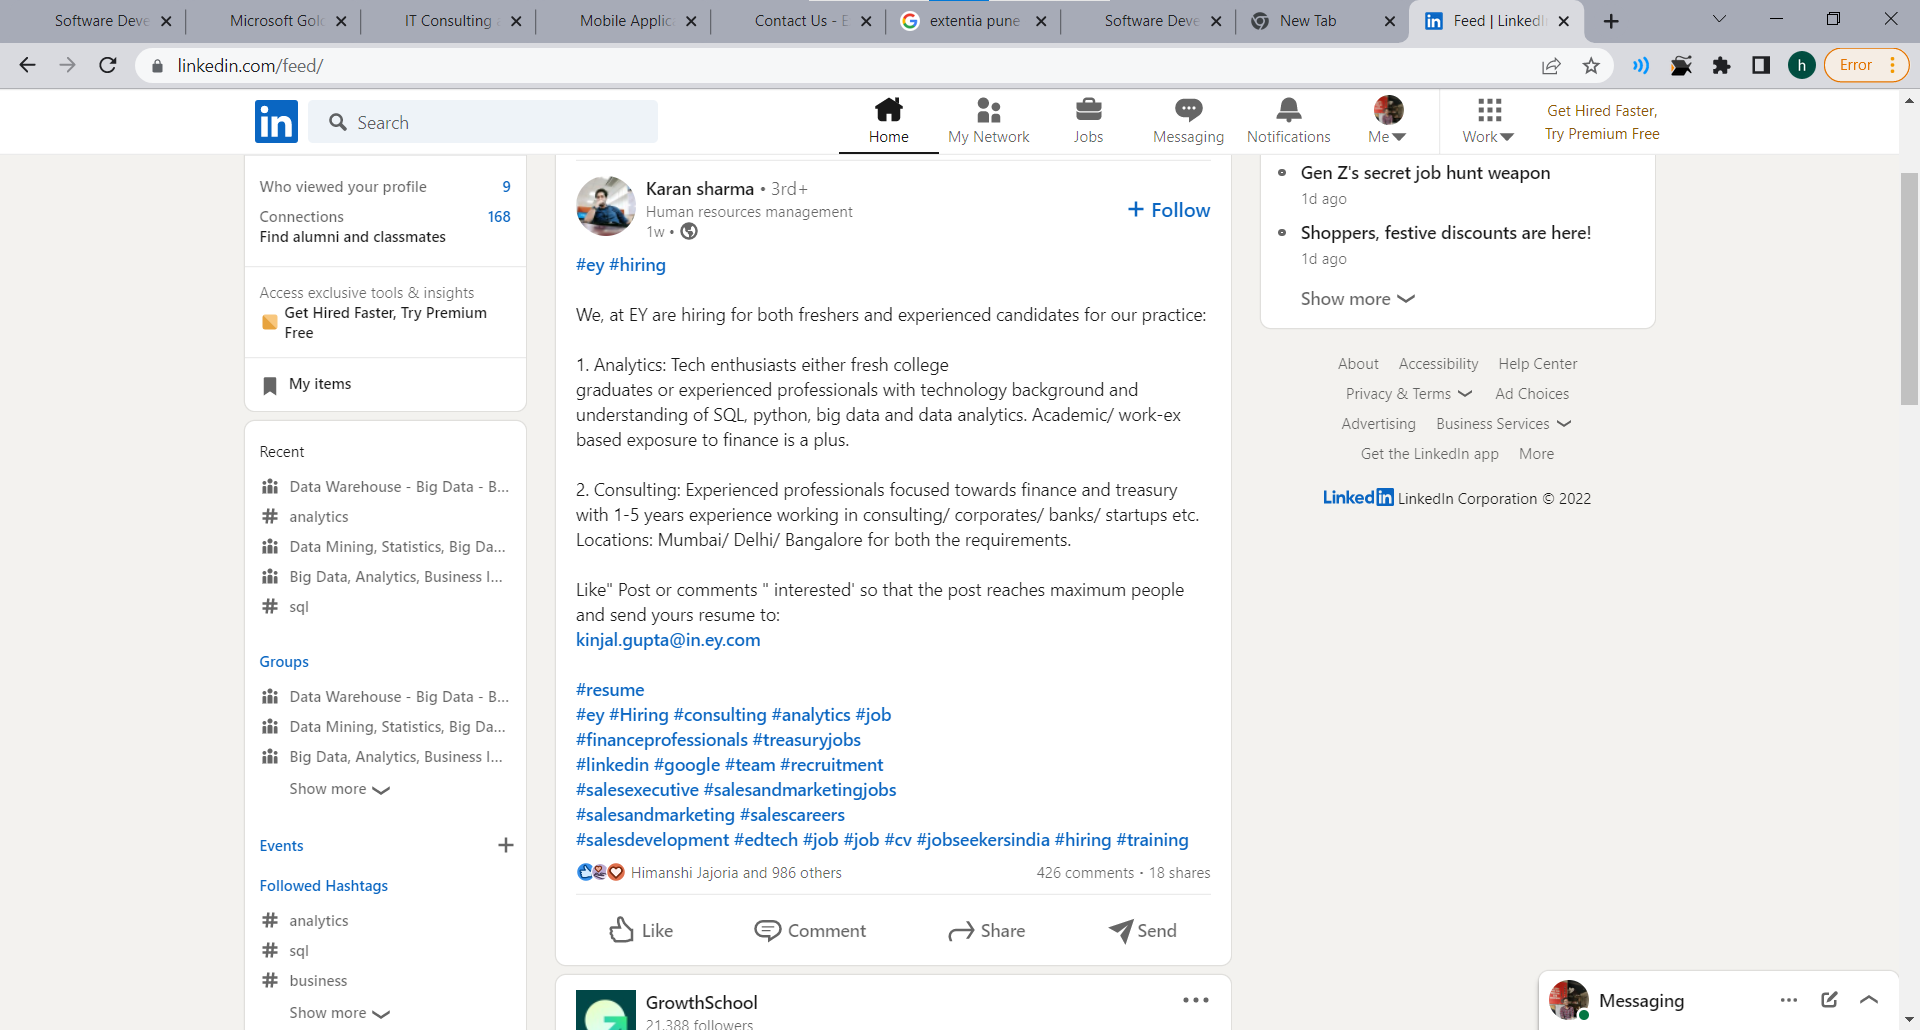 Software Deve
Microsoft Gol
IT Consulting
Mobile Applic
Contact Us - E
extentia pune
Software Deve
New Tab
Feed | LinkedI
linkedin.com/feed/
h
Error
in
Search
Home
My Network
Jobs
Messaging
Notifications
Me
Work
Get Hired Faster,
Try Premium Free
Who viewed your profile
9
Connections
168
Find alumni and classmates
Access exclusive tools & insights
Get Hired Faster, Try Premium
Free
My items
Recent
Data Warehouse - Big Data - B...
# analytics
Data Mining, Statistics, Big Da...
Big Data, Analytics, Business I...
# sql
Groups
Data Warehouse - Big Data - B...
Data Mining, Statistics, Big Da...
Big Data, Analytics, Business I...
Show more
Events
Followed Hashtags
# analytics
# sql
# business
Show more
Karan sharma • 3rd+
Human resources management
1w •
+ Follow
#ey #hiring
We, at EY are hiring for both freshers and experienced candidates for our practice:
1. Analytics: Tech enthusiasts either fresh college
graduates or experienced professionals with technology background and
understanding of SQL, python, big data and data analytics. Academic/ work-ex
based exposure to finance is a plus.
2. Consulting: Experienced professionals focused towards finance and treasury
with 1-5 years experience working in consulting/ corporates/ banks/ startups etc.
Locations: Mumbai/ Delhi/ Bangalore for both the requirements.
Like" Post or comments " interested' so that the post reaches maximum people
and send yours resume to:
kinjal.gupta@in.ey.com
#resume
#ey #Hiring #consulting #analytics #job
#financeprofessionals #treasuryjobs
#linkedin #google #team #recruitment
#salesexecutive #salesandmarketingjobs
#salesandmarketing #salescareers
#salesdevelopment #edtech #job #job #cv #jobseekersindia #hiring #training
Himanshi Jajoria and 986 others
426 comments • 18 shares
Like
Comment
Share
Send
GrowthSchool
21,388 followers
Gen Z's secret job hunt weapon
1d ago
Shoppers, festive discounts are here!
1d ago
Show more
About Accessibility Help Center
Privacy & Terms Ad Choices
Advertising Business Services
Get the LinkedIn app More
LinkedIn LinkedIn Corporation © 2022
Messaging